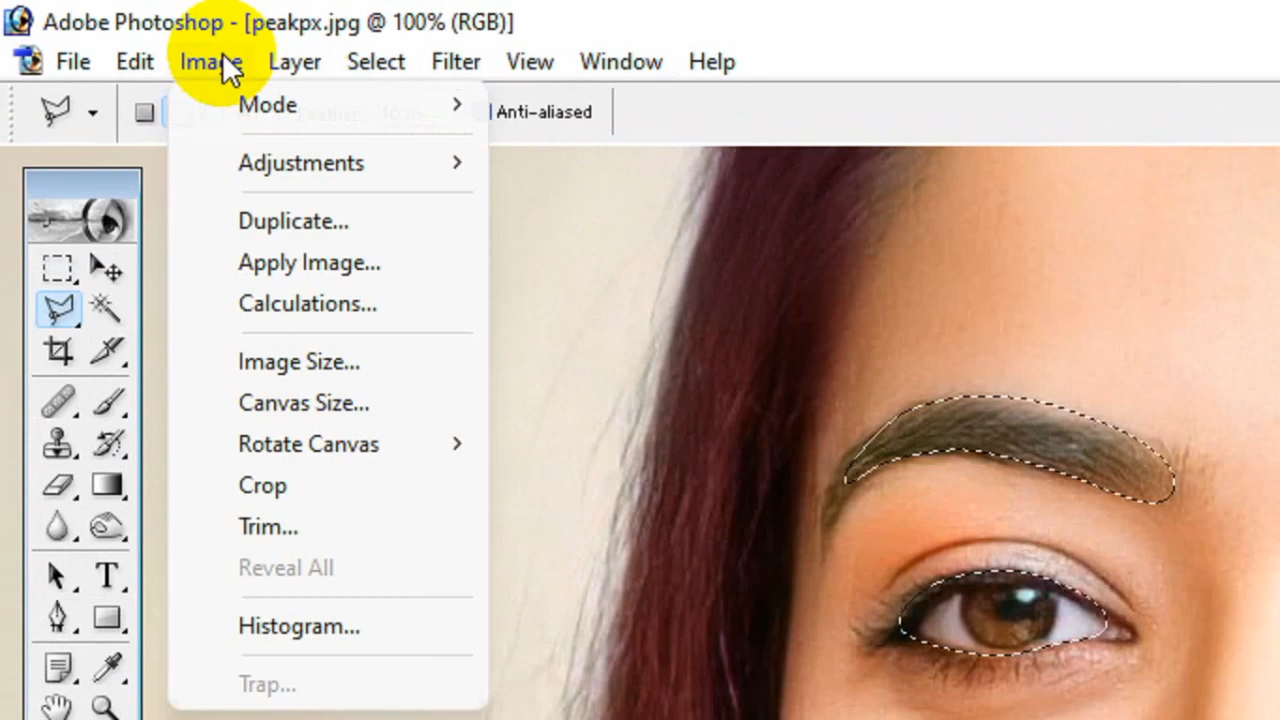 Adobe Photoshop - [peakpx.jpg @ 100% (RGB)]
File Edit Image Layer Select Filter View Window Help
Anti-aliased
Mode
Adjustments
Duplicate...
Apply Image...
Calculations...
Image Size...
Canvas Size...
Rotate Canvas
Crop
Trim...
Reveal All
Histogram...
Trap...